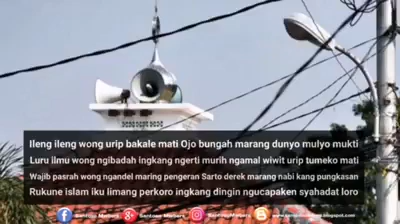 Ileng ileng wong urip bakale mati Ojo bungah marang dunyo mulyo mukti
Luru ilmu wong ngibadah ingkang ngerti murih ngamal wiwit urip tumeko mati
Wajib pasrah wong ngandel maring pengeran Sarto derek marang nabi kang pungkasan
Rukune islam iku limang perkoro ingkang dingin ngucapaken syahadat loro